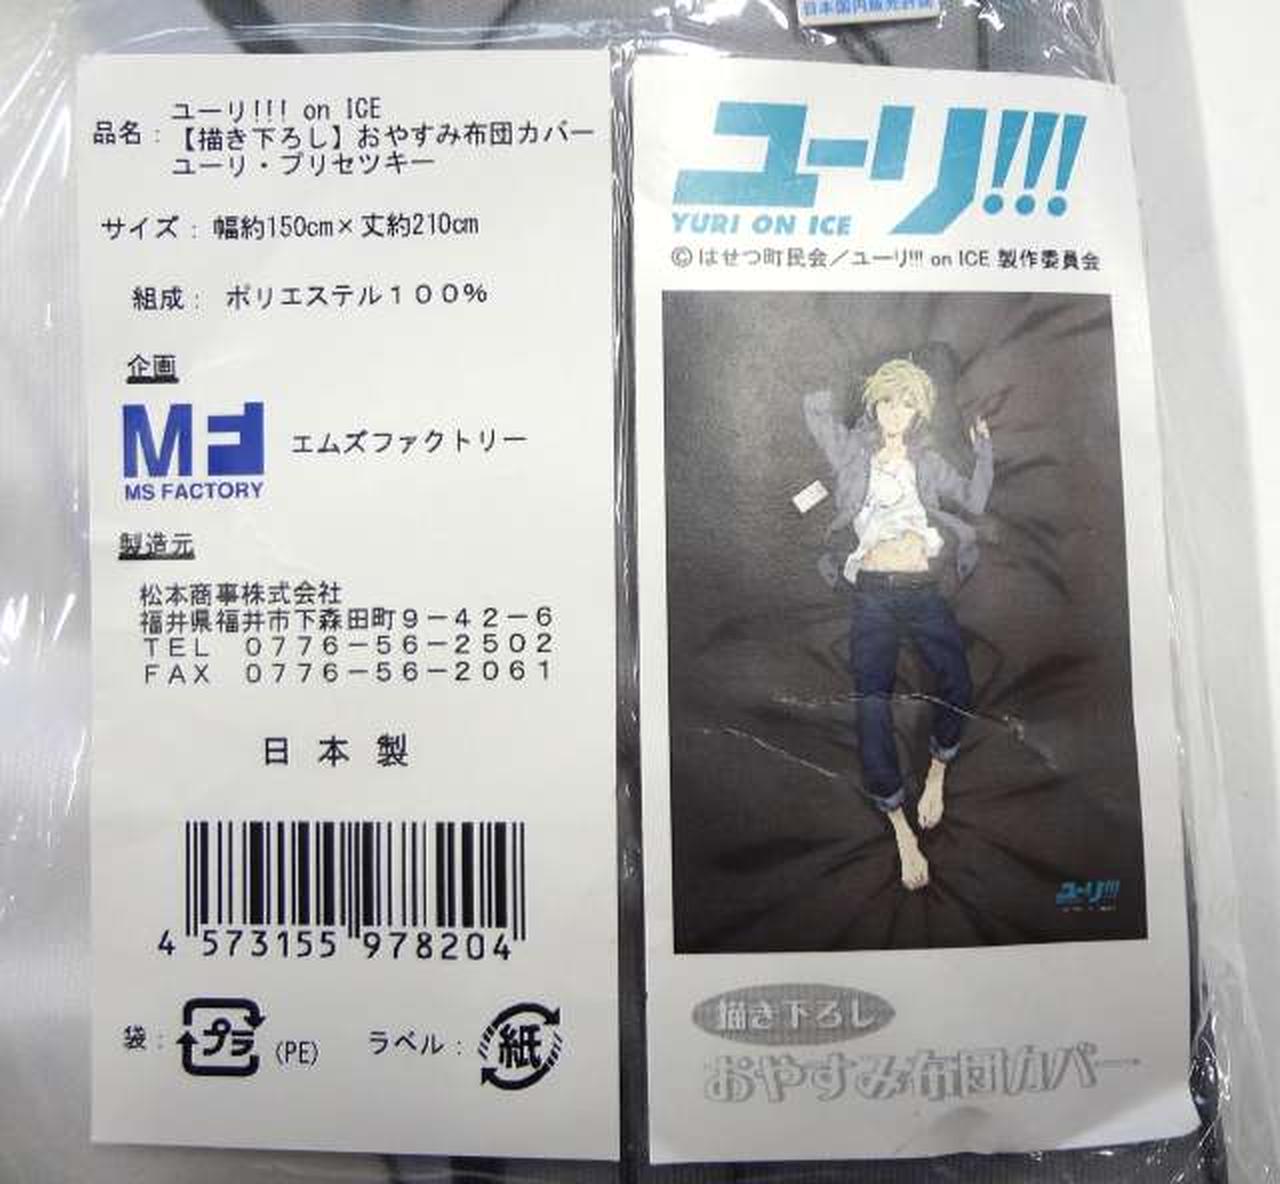 日本国内販売許諾
ユーリ!!! on ICE
品名：【描き下ろし】おやすみ布団カバー
ユーリ・プリセツキー
サイズ：幅約150cm×丈約210cm
組成：ポリエステル１００％
企画
MF
MS FACTORY
エムズファクトリー
製造元
松本商事株式会社
福井県福井市下森田町９－４２－６
ＴＥＬ　０７７６－５６－２５０２
ＦＡＸ　０７７６－５６－２０６１
日本製
4 573155 978204
袋：プラ(PE)　ラベル：紙
ユーリ!!!
YURI ON ICE
©はせつ町民会／ユーリ!!! on ICE 製作委員会
ユーリ!!!
描き下ろし
おやすみ布団カバー